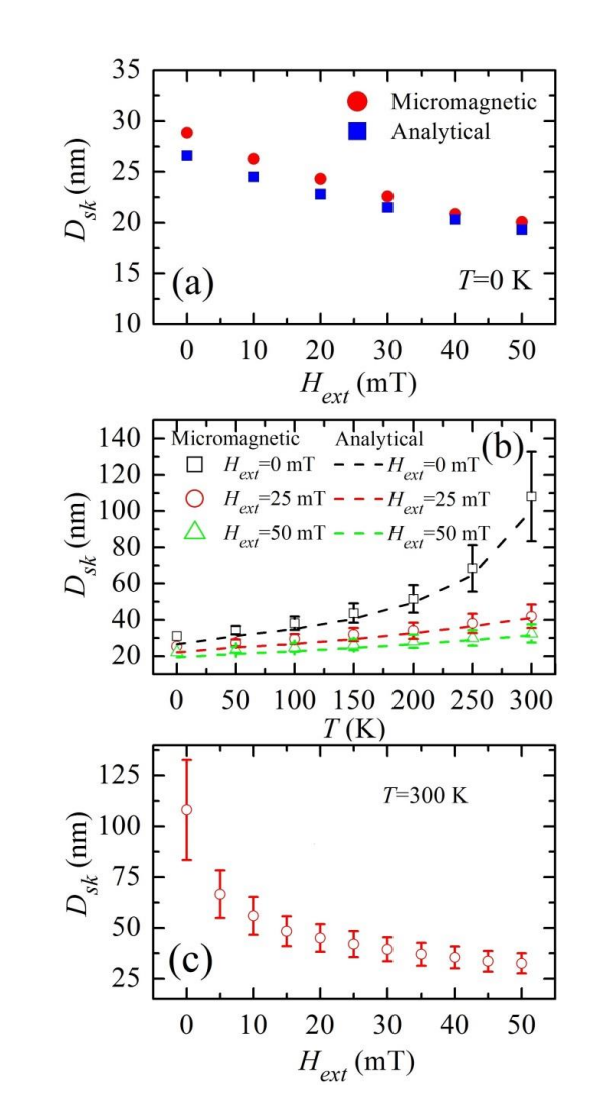 35
30
25
20
15
10
D_sk (nm)
Micromagnetic
Analytical
(a)
T=0 K
0 10 20 30 40 50
H_ext (mT)
140
120
100
80
60
40
20
D_sk (nm)
Micromagnetic Analytical
(b)
H_ext=0 mT H_ext=0 mT
H_ext=25 mT H_ext=25 mT
H_ext=50 mT H_ext=50 mT
0 50 100 150 200 250 300
T (K)
125
100
75
50
25
D_sk (nm)
T=300 K
(c)
0 10 20 30 40 50
H_ext (mT)